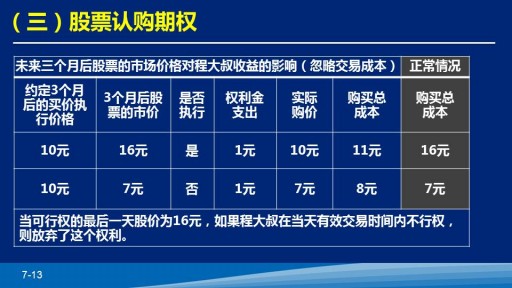 （三）股票认购期权
未来三个月后股票的市场价格对程大叔收益的影响（忽略交易成本） 正常情况
约定3个月后的买价执行价格 3个月后股票的市价 是否执行 权利金支出 实际购价 购买总成本 购买总成本
10元 16元 是 1元 10元 11元 16元
10元 7元 否 1元 7元 8元 7元
当可行权的最后一天股价为16元，如果程大叔在当天有效交易时间内不行权，
则放弃了这个权利。
7-13